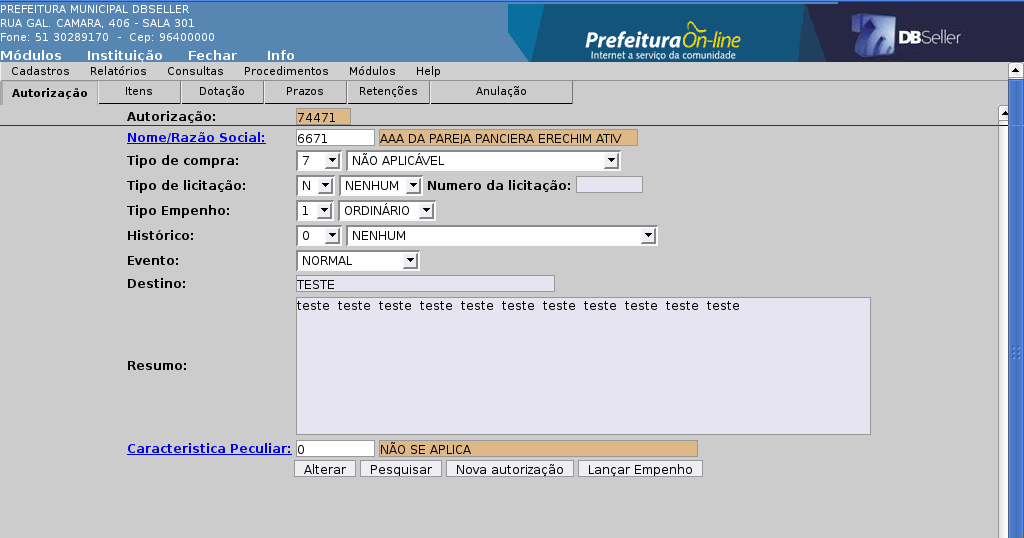 PREFEITURA MUNICIPAL DBSELLER
RUA GAL. CAMARA, 406 - SALA 301
Fone: 51 30289170 - Cep: 96400000
PrefeituraOn-line
Internet a serviço da comunidade
DBSeller
Módulos Instituição Fechar Info
Cadastros Relatórios Consultas Procedimentos Módulos Help
Autorização Itens Dotação Prazos Retenções Anulação
Autorização: 74471
Nome/Razão Social: 6671 AAA DA PAREJA PANCIERA ERECHIM ATIV
Tipo de compra: 7 NÃO APLICÁVEL
Tipo de licitação: N NENHUM Numero da licitação:
Tipo Empenho: 1 ORDINÁRIO
Histórico: 0 NENHUM
Evento: NORMAL
Destino: TESTE
teste teste teste teste teste teste teste teste teste teste teste
Resumo:
Caracteristica Peculiar: 0 NÃO SE APLICA
Alterar Pesquisar Nova autorização Lançar Empenho